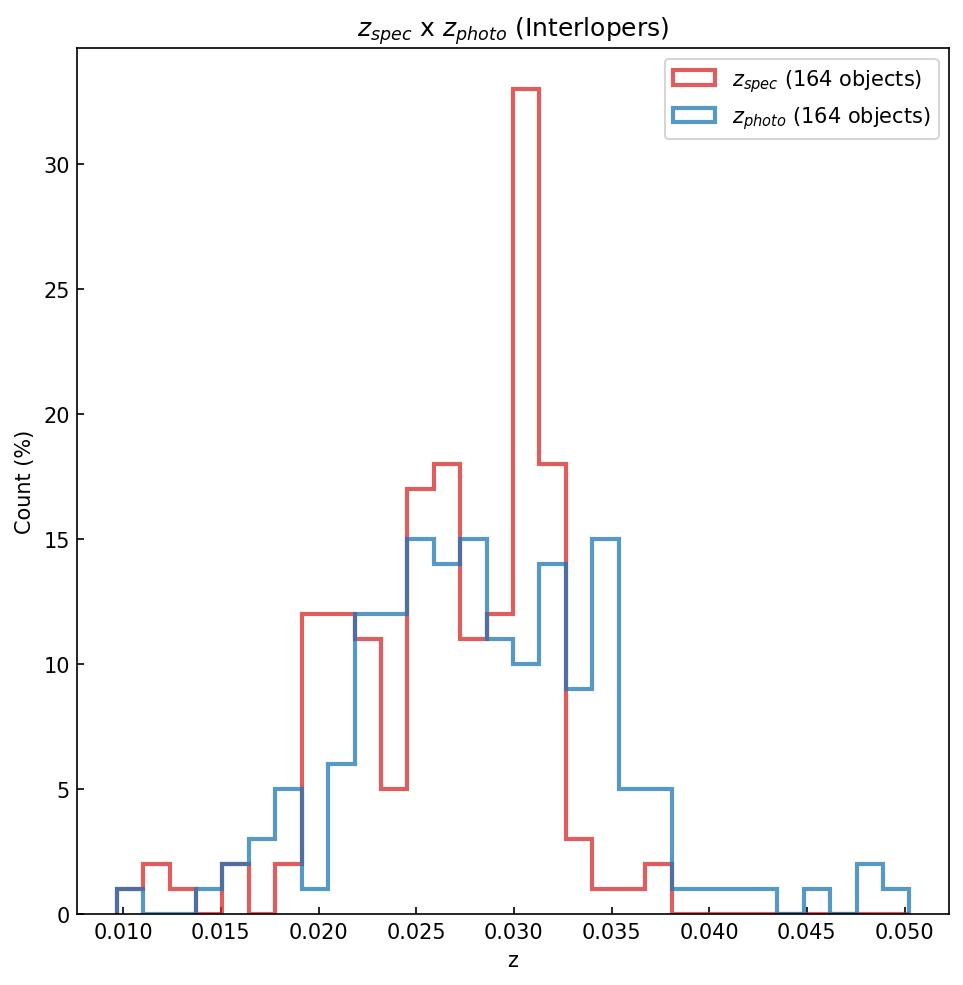 z_spec x z_photo (Interlopers)
z_spec (164 objects)
z_photo (164 objects)
Count (%)
30
25
20
15
10
5
0
0.010 0.015 0.020 0.025 0.030 0.035 0.040 0.045 0.050
z